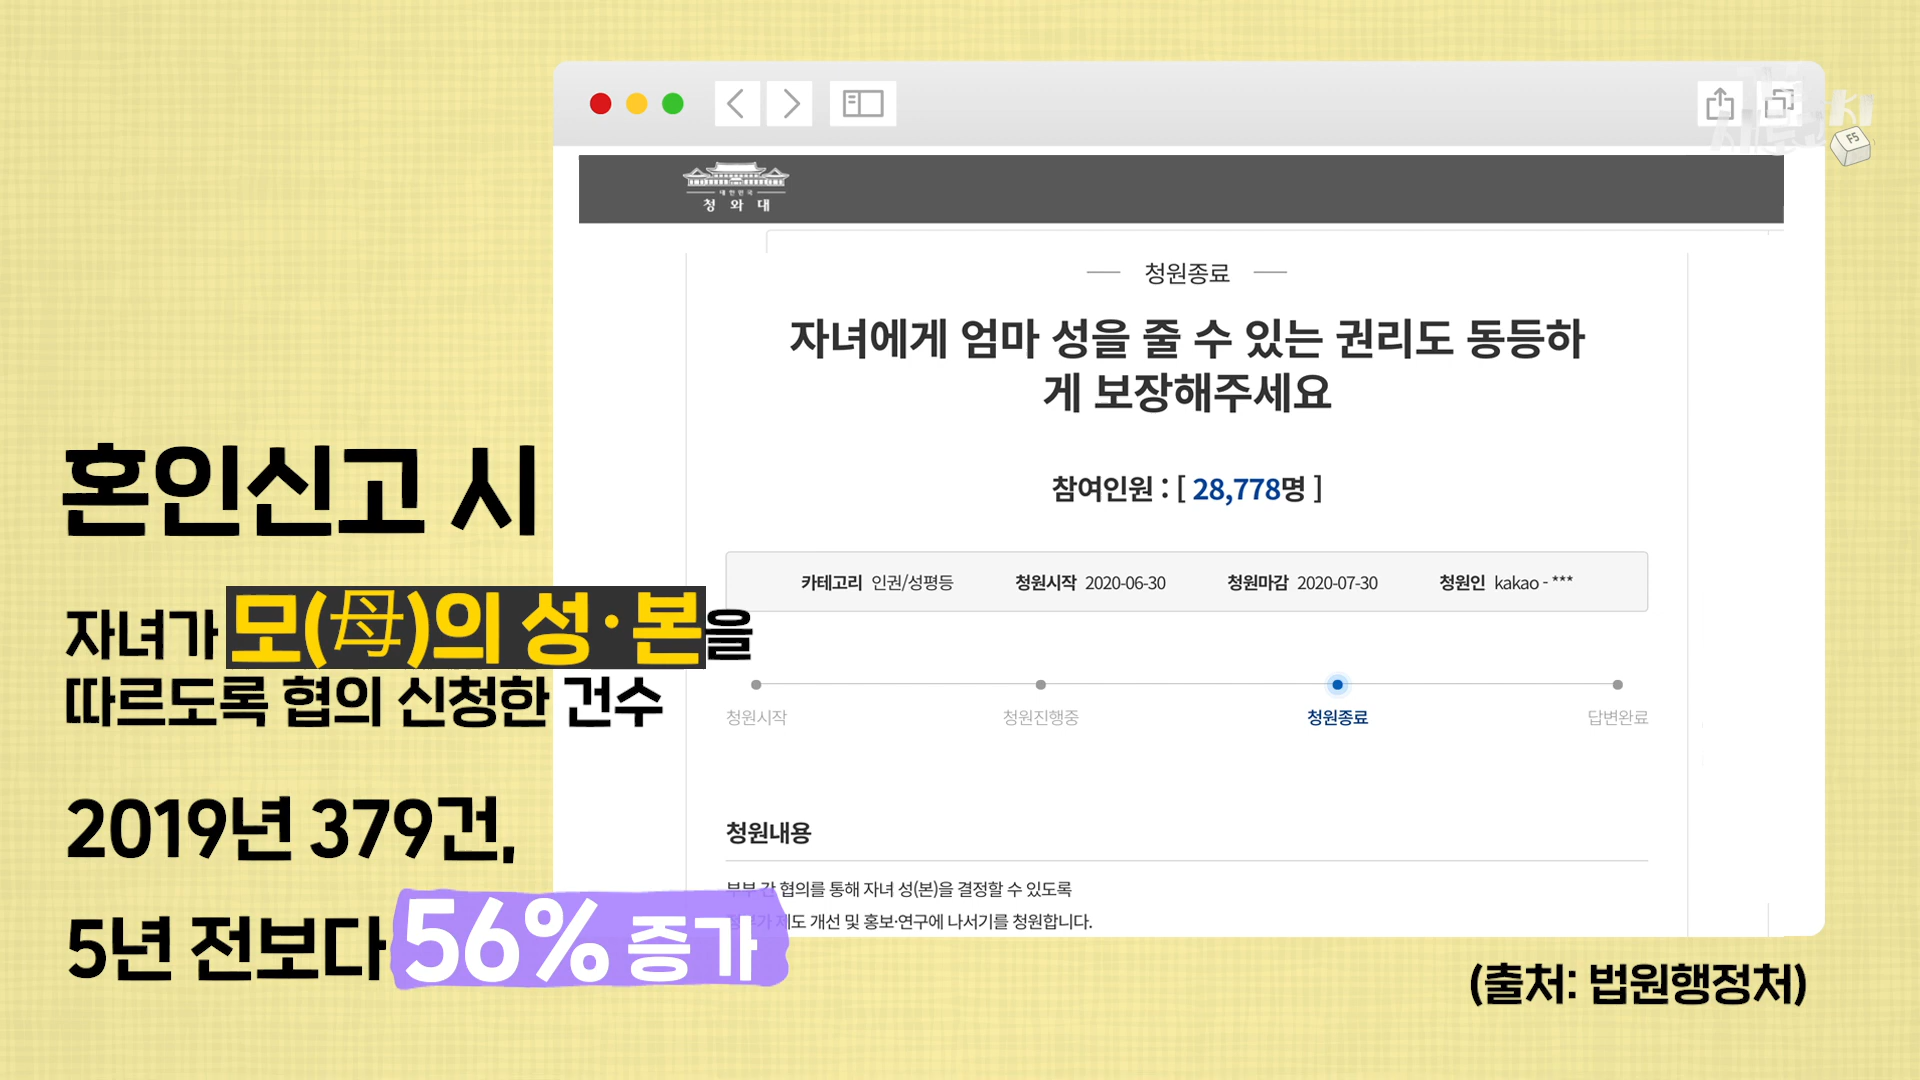 F5
대한민국
청와대
청원종료
자녀에게 엄마 성을 줄 수 있는 권리도 동등하
게 보장해주세요
참여인원 : [ 28,778명 ]
카테고리 인권/성평등 청원시작 2020-06-30 청원마감 2020-07-30 청원인 kakao - ***
청원시작 청원진행중 청원종료 답변완료
청원내용
부부 간 협의를 통해 자녀 성(본)을 결정할 수 있도록
제도 개선 및 홍보·연구에 나서기를 청원합니다.
혼인신고 시
자녀가 모(母)의 성·본을
따르도록 협의 신청한 건수
2019년 379건,
5년 전보다 56% 증가
(출처: 법원행정처)